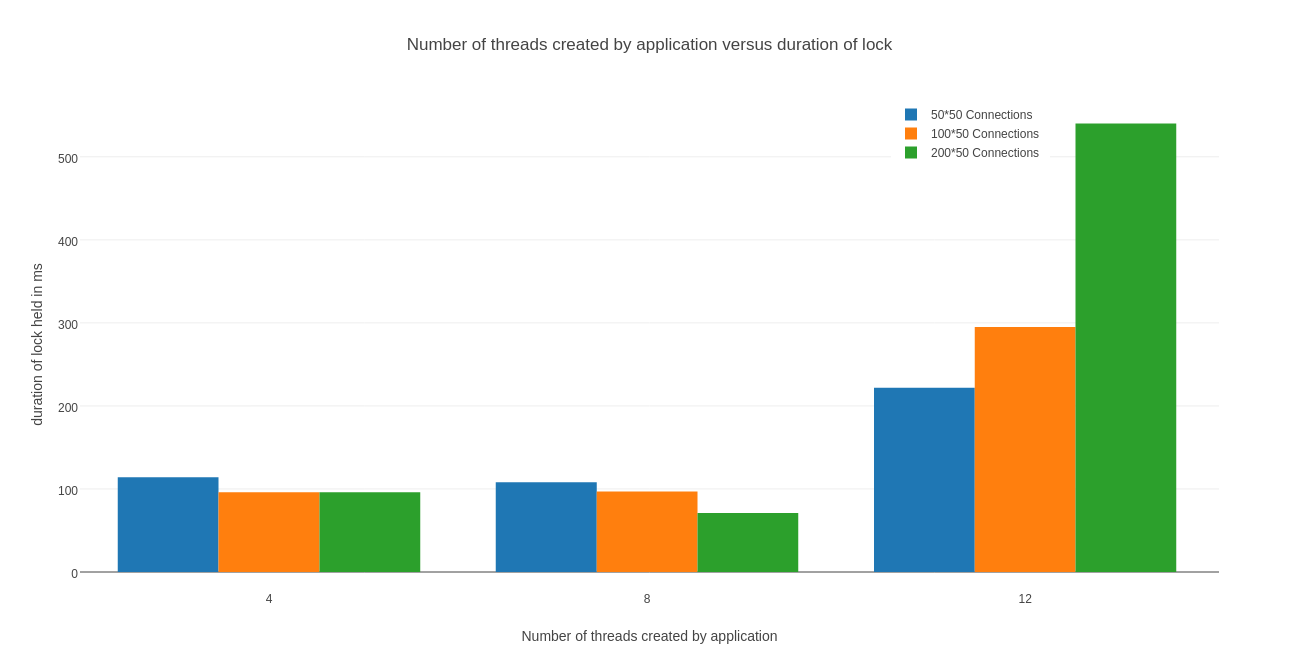 Number of threads created by application versus duration of lock
50*50 Connections
100*50 Connections
200*50 Connections
duration of lock held in ms
500
400
300
200
100
0
4
8
12
Number of threads created by application